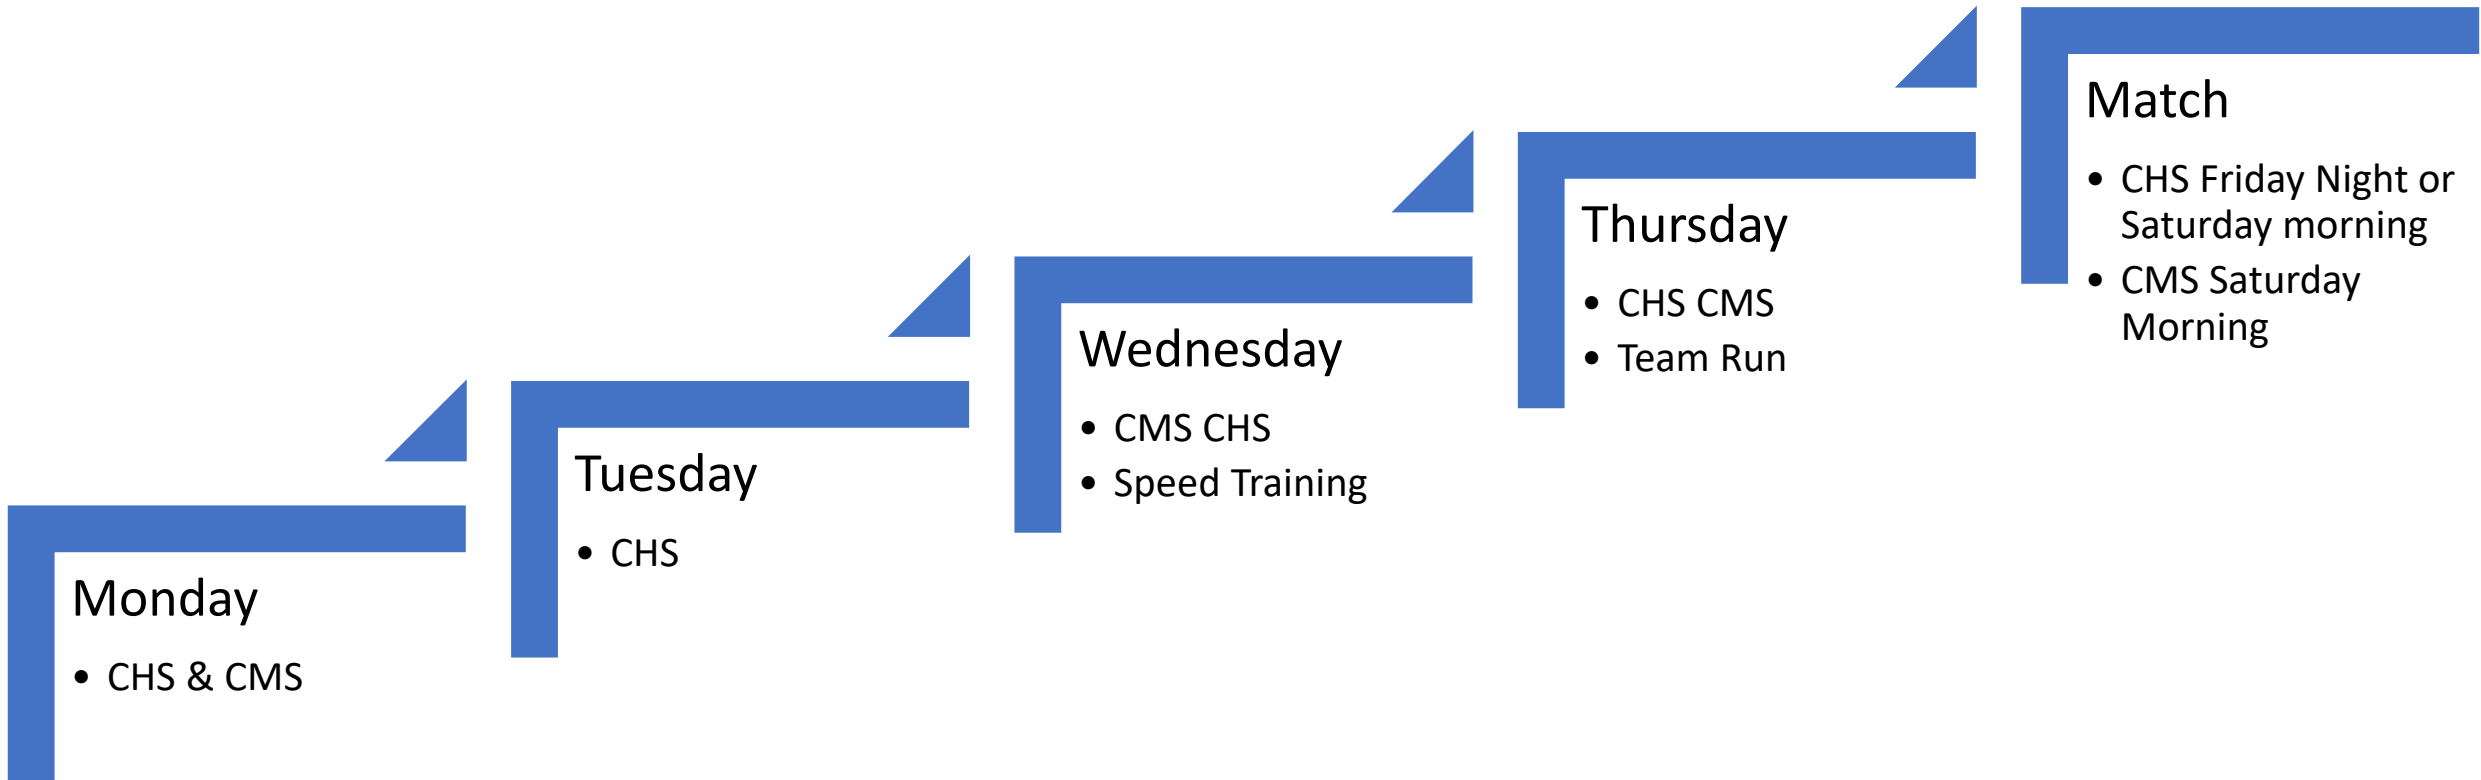 Monday
• CHS & CMS
Tuesday
• CHS
Wednesday
• CMS CHS
• Speed Training
Thursday
• CHS CMS
• Team Run
Match
• CHS Friday Night or
Saturday morning
• CMS Saturday
Morning